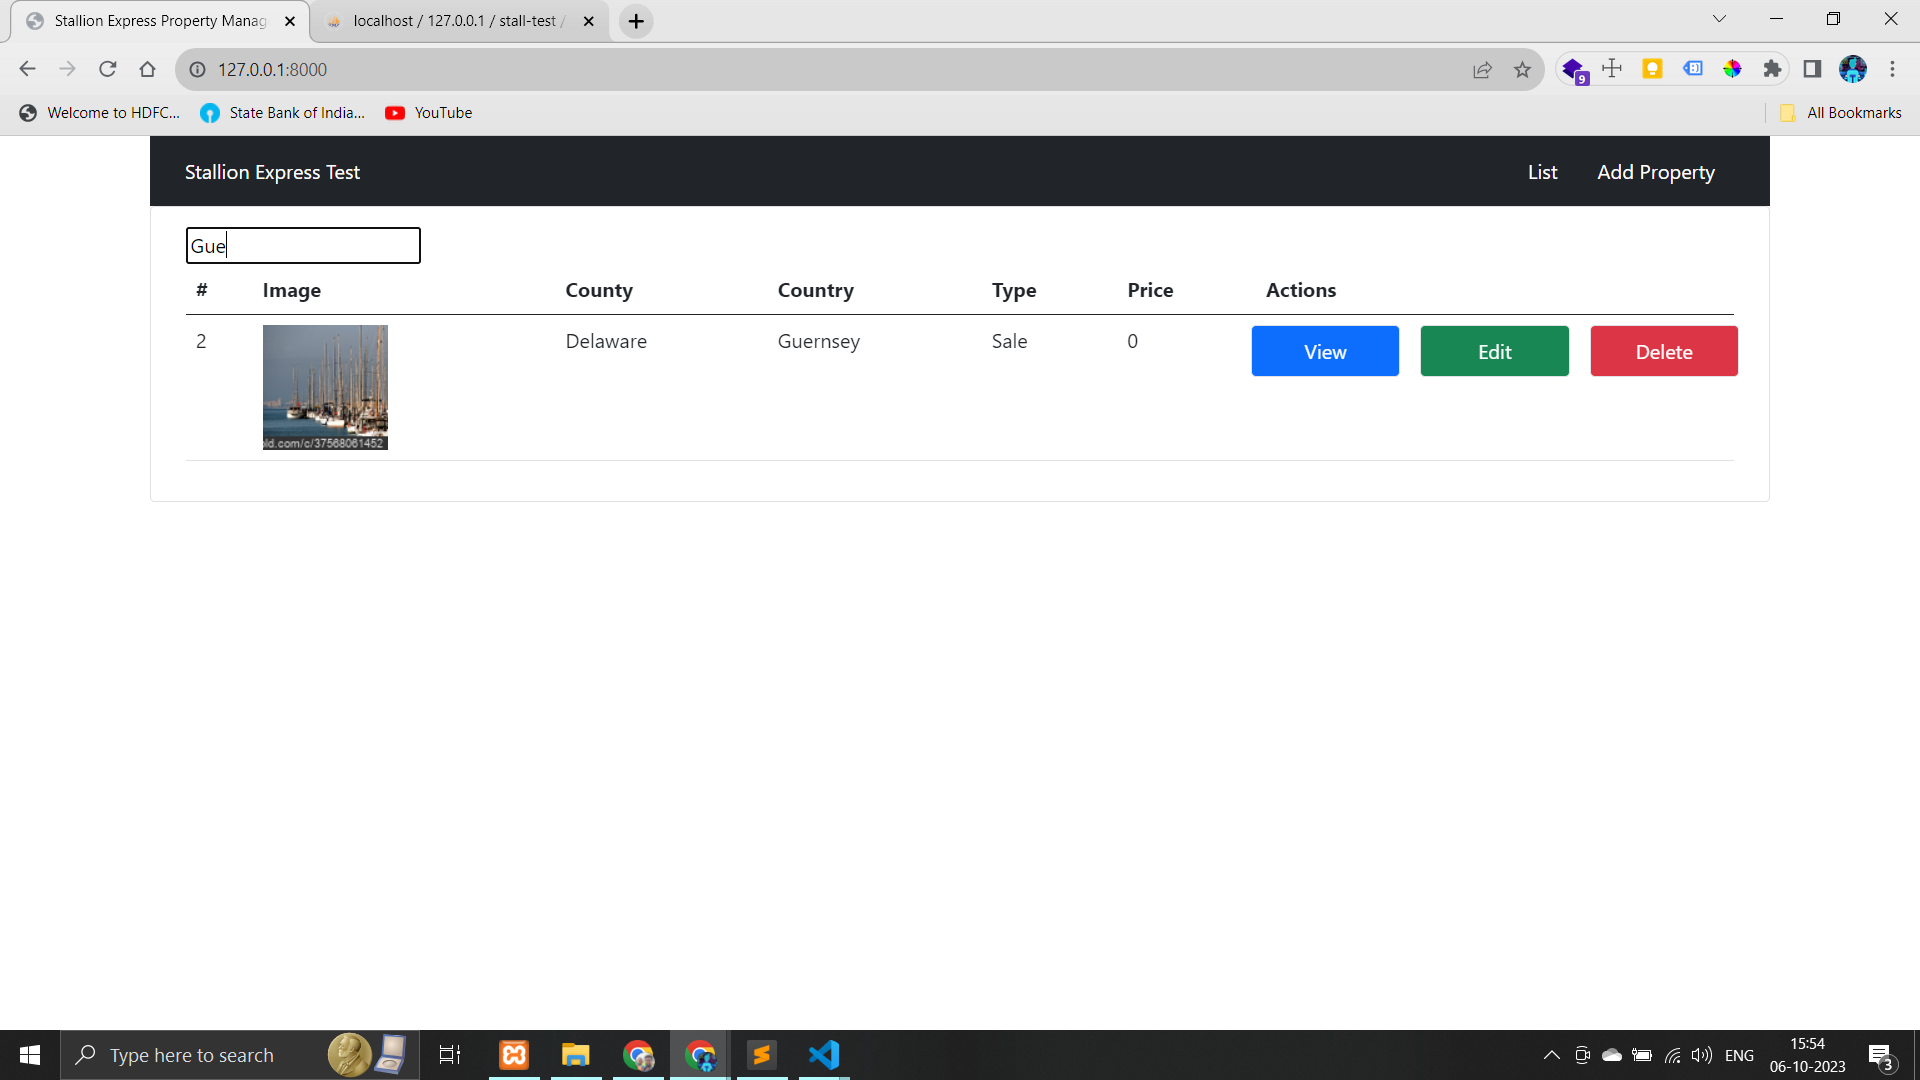 Stallion Express Property Manag
localhost / 127.0.0.1 / stall-test /
127.0.0.1:8000
9
Welcome to HDFC...
State Bank of India...
YouTube
All Bookmarks
Stallion Express Test
List
Add Property
Gue
# Image County Country Type Price Actions
2 Delaware Guernsey Sale 0 View Edit Delete
ld.com/c/37568061452
Type here to search
ENG
15:54
06-10-2023
3